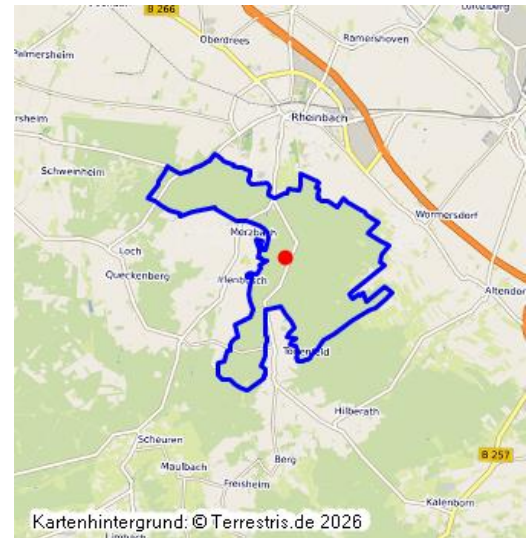 B 266
Oberdrees
Ramershoven
Palmersheim
Rheinbach
Schweinheim
Wormersdorf
Merzbach
Loch
Queckenberg
Irlenbusch
Altendorf
Todenfeld
Hilberath
Scheuren
B 257
Berg
Maulbach
Freisheim
Kalenborn
Kartenhintergrund: © Terrestris.de 2026